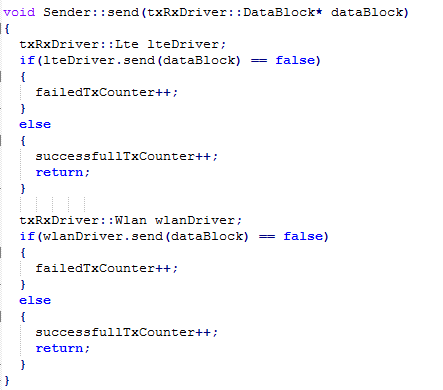 void Sender::send(txRxDriver::DataBlock* dataBlock)
{
  txRxDriver::Lte lteDriver;
  if(lteDriver.send(dataBlock) == false)
  {
    failedTxCounter++;
  }
  else
  {
    successfullTxCounter++;
    return;
  }

  txRxDriver::Wlan wlanDriver;
  if(wlanDriver.send(dataBlock) == false)
  {
    failedTxCounter++;
  }
  else
  {
    successfullTxCounter++;
    return;
  }
}